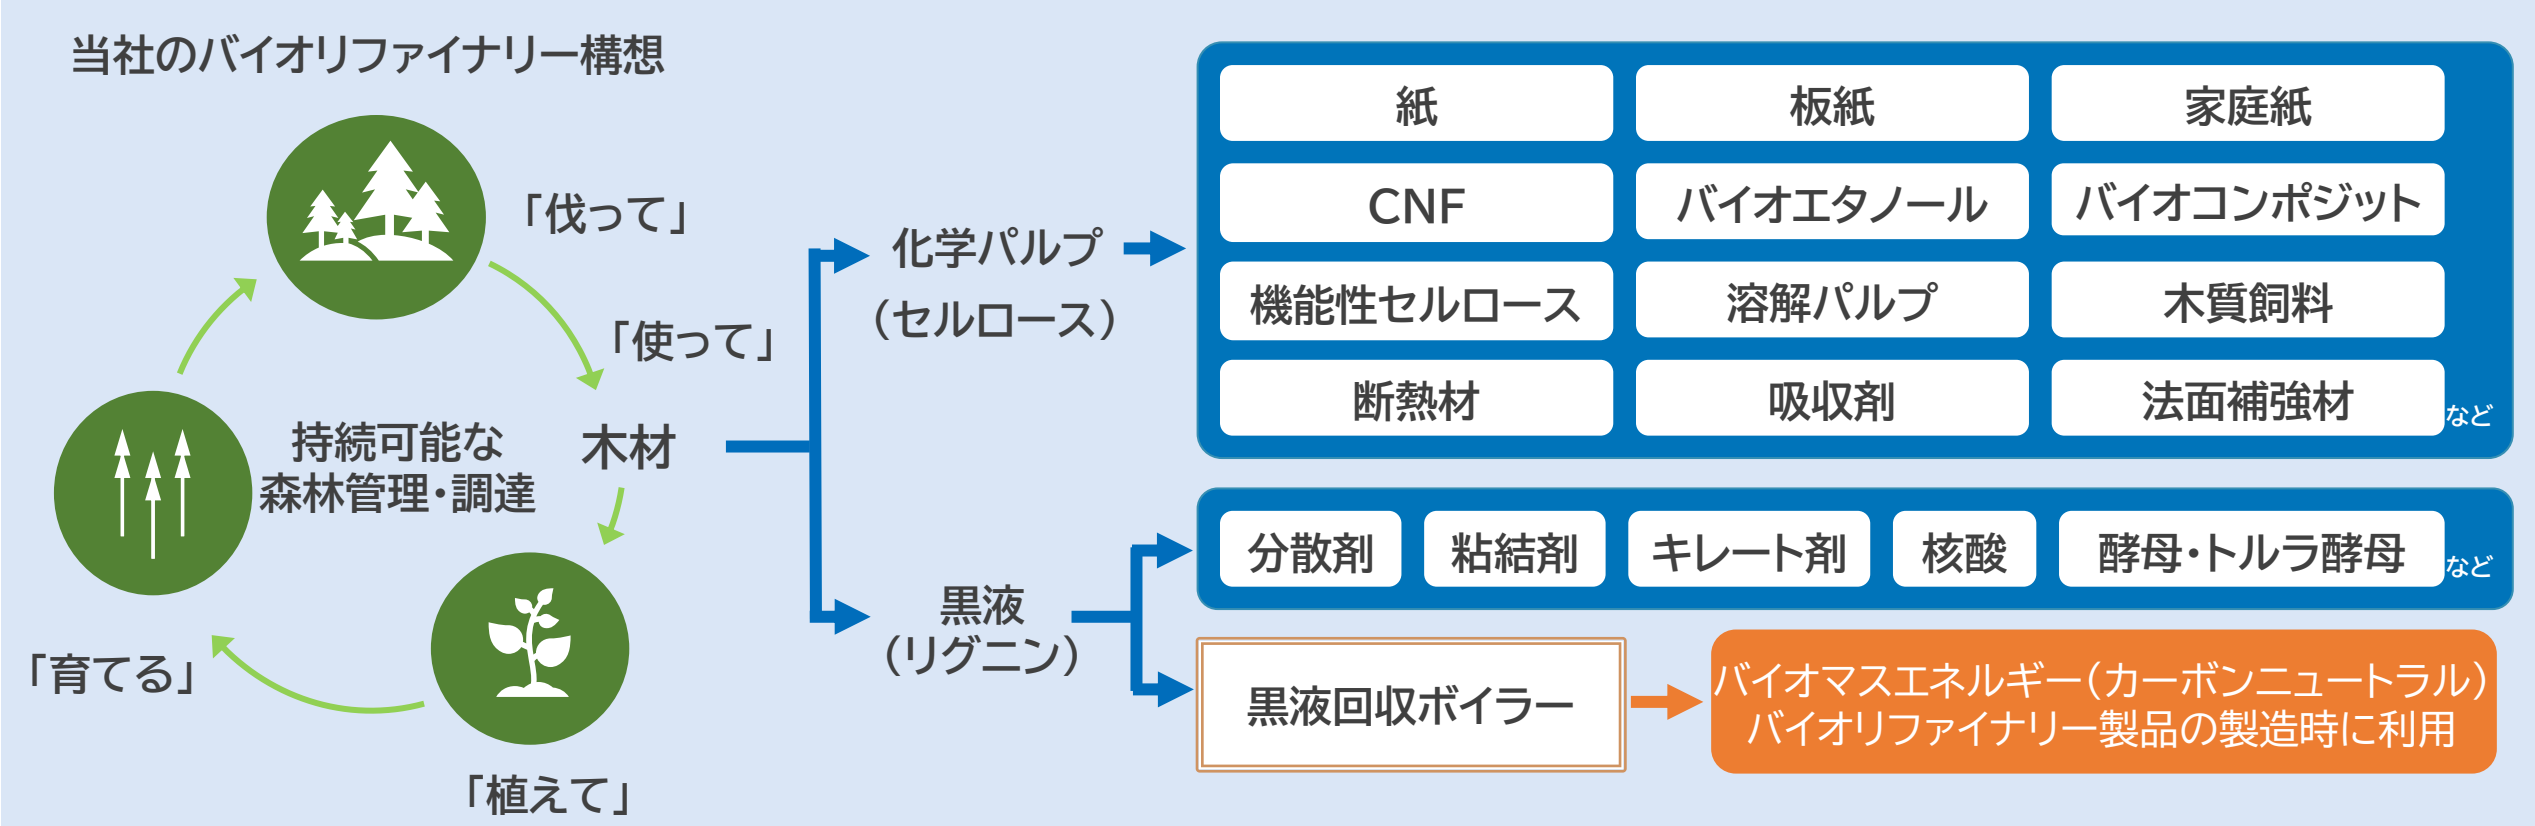 当社のバイオリファイナリー構想
「伐って」
「使って」
木材
持続可能な
森林管理・調達
「育てる」
「植えて」
化学パルプ
（セルロース）
紙
板紙
家庭紙
CNF
バイオエタノール
バイオコンポジット
機能性セルロース
溶解パルプ
木質飼料
断熱材
吸収剤
法面補強材
など
黒液
（リグニン）
分散剤
粘結剤
キレート剤
核酸
酵母・トルラ酵母
など
黒液回収ボイラー
バイオマスエネルギー（カーボンニュートラル）
バイオリファイナリー製品の製造時に利用